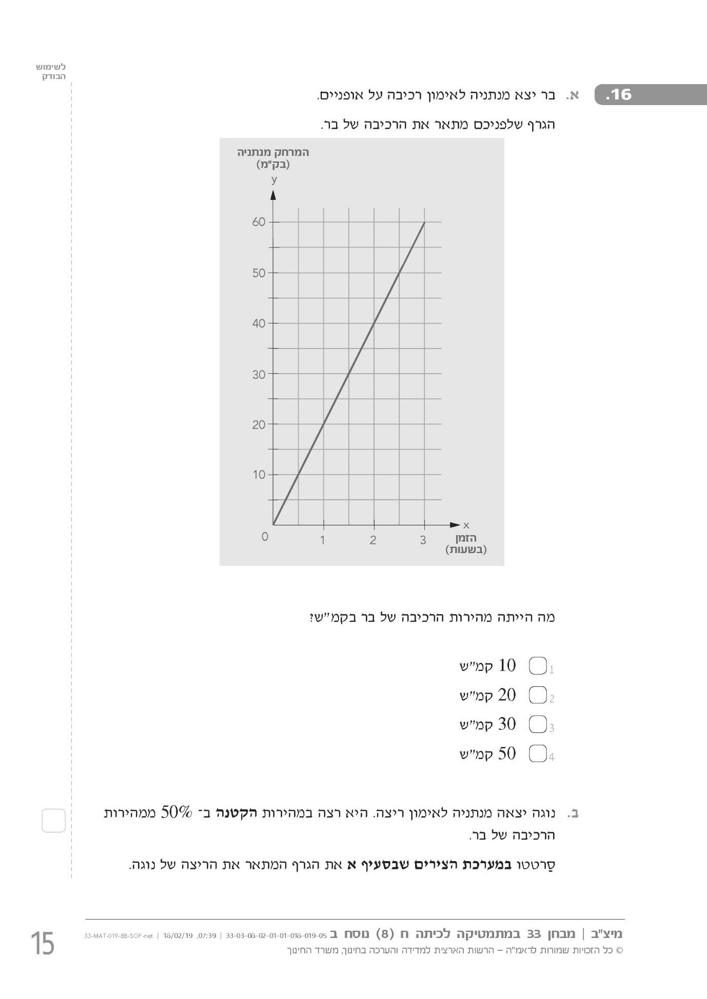 לשימוש
הבודק
16.
א. בר יצא מנתניה לאימון רכיבה על אופניים.
הגרף שלפניכם מתאר את הרכיבה של בר.
המרחק מנתניה
(בק"מ)
y
60
50
40
30
20
10
0 1 2 3
x
הזמן
(בשעות)
מה הייתה מהירות הרכיבה של בר בקמ"ש?
1 10 קמ"ש
2 20 קמ"ש
3 30 קמ"ש
4 50 קמ"ש
ב. נוגה יצאה מנתניה לאימון ריצה. היא רצה במהירות הקטנה ב־ 50% ממהירות
הרכיבה של בר.
סַרטטו במערכת הצירים שבסעיף א את הגרף המתאר את הריצה של נוגה.
מיצ"ב | מבחן 33 במתמטיקה לכיתה ח (8) נוסח ב 33-03-08-02-01-01-018-019-05 | 18/02/19 ,07:39 | 33-MAT-019-8B-SOF-net
© כל הזכויות שמורות לראמ"ה – הרשות הארצית למדידה והערכה בחינוך, משרד החינוך
15